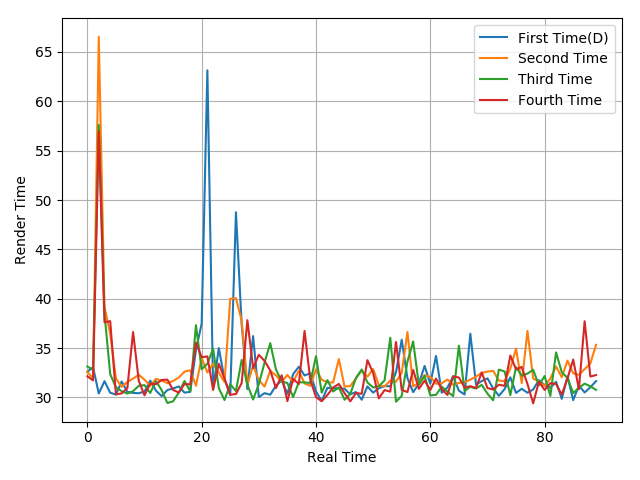 First Time(D)
Second Time
Third Time
Fourth Time
Render Time
65
60
55
50
45
40
35
30
0 20 40 60 80
Real Time